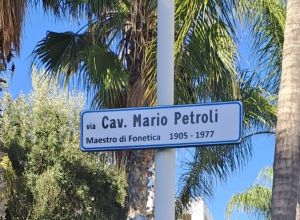 via Cav. Mario Petroli
Maestro di Fonetica 1905 - 1977